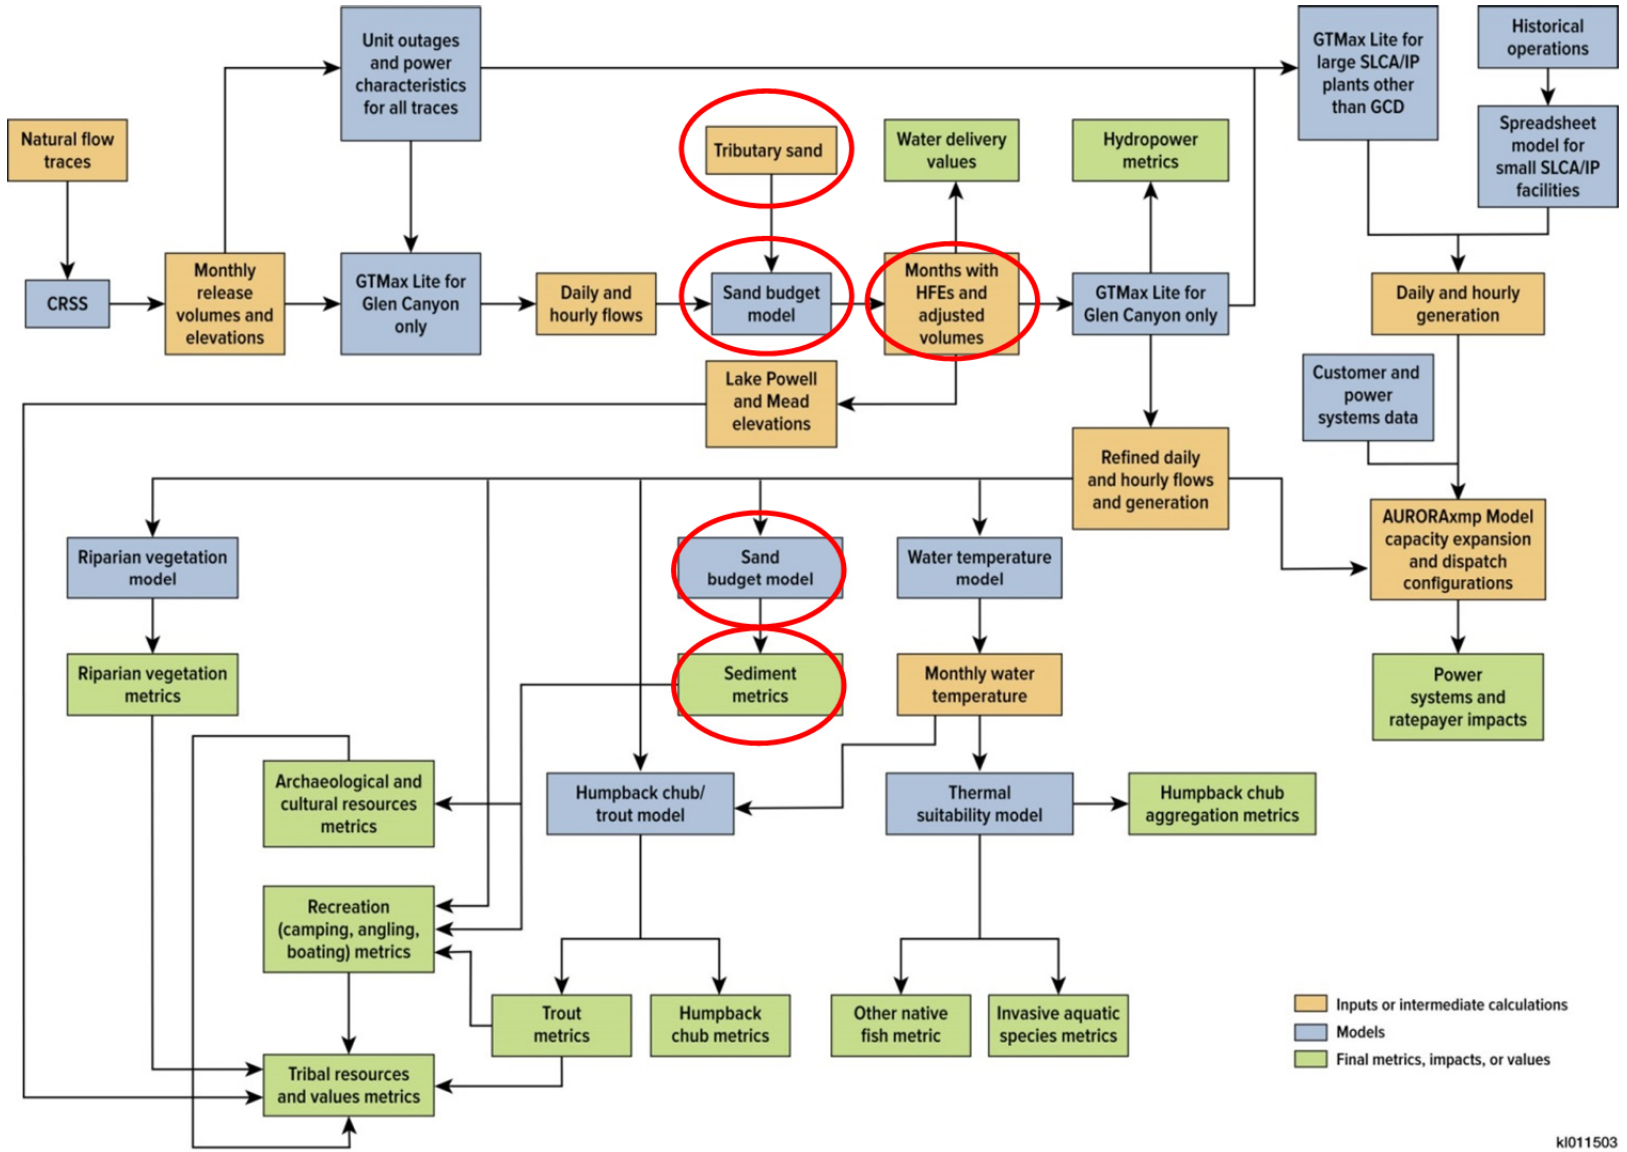 Unit outages
and power
characteristics
for all traces
GTMax Lite for
large SLCA/IP
plants other
than GCD
Historical
operations
Natural flow
traces
Tributary sand
Water delivery
values
Hydropower
metrics
Spreadsheet
model for
small SLCA/IP
facilities
CRSS
Monthly
release
volumes and
elevations
GTMax Lite for
Glen Canyon
only
Daily and
hourly flows
Sand budget
model
Months with
HFEs and
adjusted
volumes
GTMax Lite for
Glen Canyon only
Daily and hourly
generation
Lake Powell
and Mead
elevations
Customer and
power
systems data
Refined daily
and hourly flows
and generation
Riparian vegetation
model
Sand
budget model
Water temperature
model
AURORAxmp Model
capacity expansion
and dispatch
configurations
Riparian vegetation
metrics
Sediment
metrics
Monthly water
temperature
Power
systems and
ratepayer impacts
Archaeological and
cultural resources
metrics
Humpback chub/
trout model
Thermal
suitability model
Humpback chub
aggregation metrics
Recreation
(camping, angling,
boating) metrics
Trout
metrics
Humpback
chub metrics
Other native
fish metric
Invasive aquatic
species metrics
Tribal resources
and values metrics
Inputs or intermediate calculations
Models
Final metrics, impacts, or values
kl011503